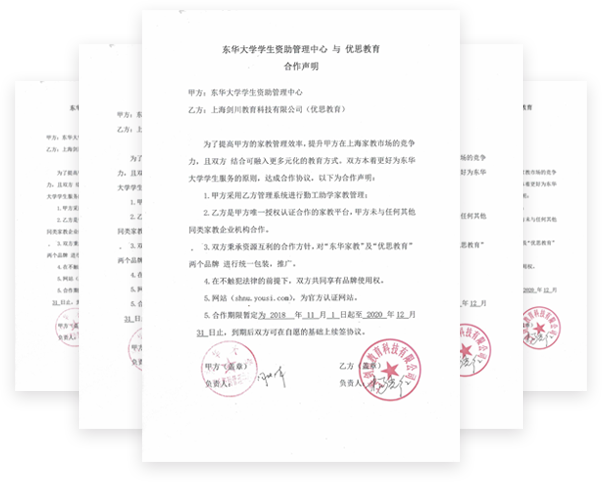 东华大学学生资助管理中心 与 优思教育
合作声明
甲方：东华大学学生资助管理中心
乙方：上海剑川教育科技有限公司（优思教育）
为了提高甲方的家教管理效率，提升甲方在上海家教市场的竞争
力，且双方 结合可融入更多元化的教育方式，双方本着更好为东华
大学学生服务的原则，达成合作协议，以下为合作声明：
1.甲方采用乙方管理系统进行勤工助学家教管理；
2.乙方是甲方唯一授权认证合作的家教平台，甲方未与任何其他
同类家教企业机构合作。
3.双方秉承资源互利的合作方针，对“东华家教”及“优思教育”
两个品牌 进行统一包装，推广。
4.在不触犯法律的前提下，双方共同享有品牌使用权。
5.网站（shnu.yousi.com），为官方认证网站。
5.合作期限暂定为 2018 年 11 月 1 日起至 2020 年 12 月
31 日止，到期后双方可在自愿的基础上续签协议。
甲方（盖章） 乙方（盖章）
负责人： 负责人：